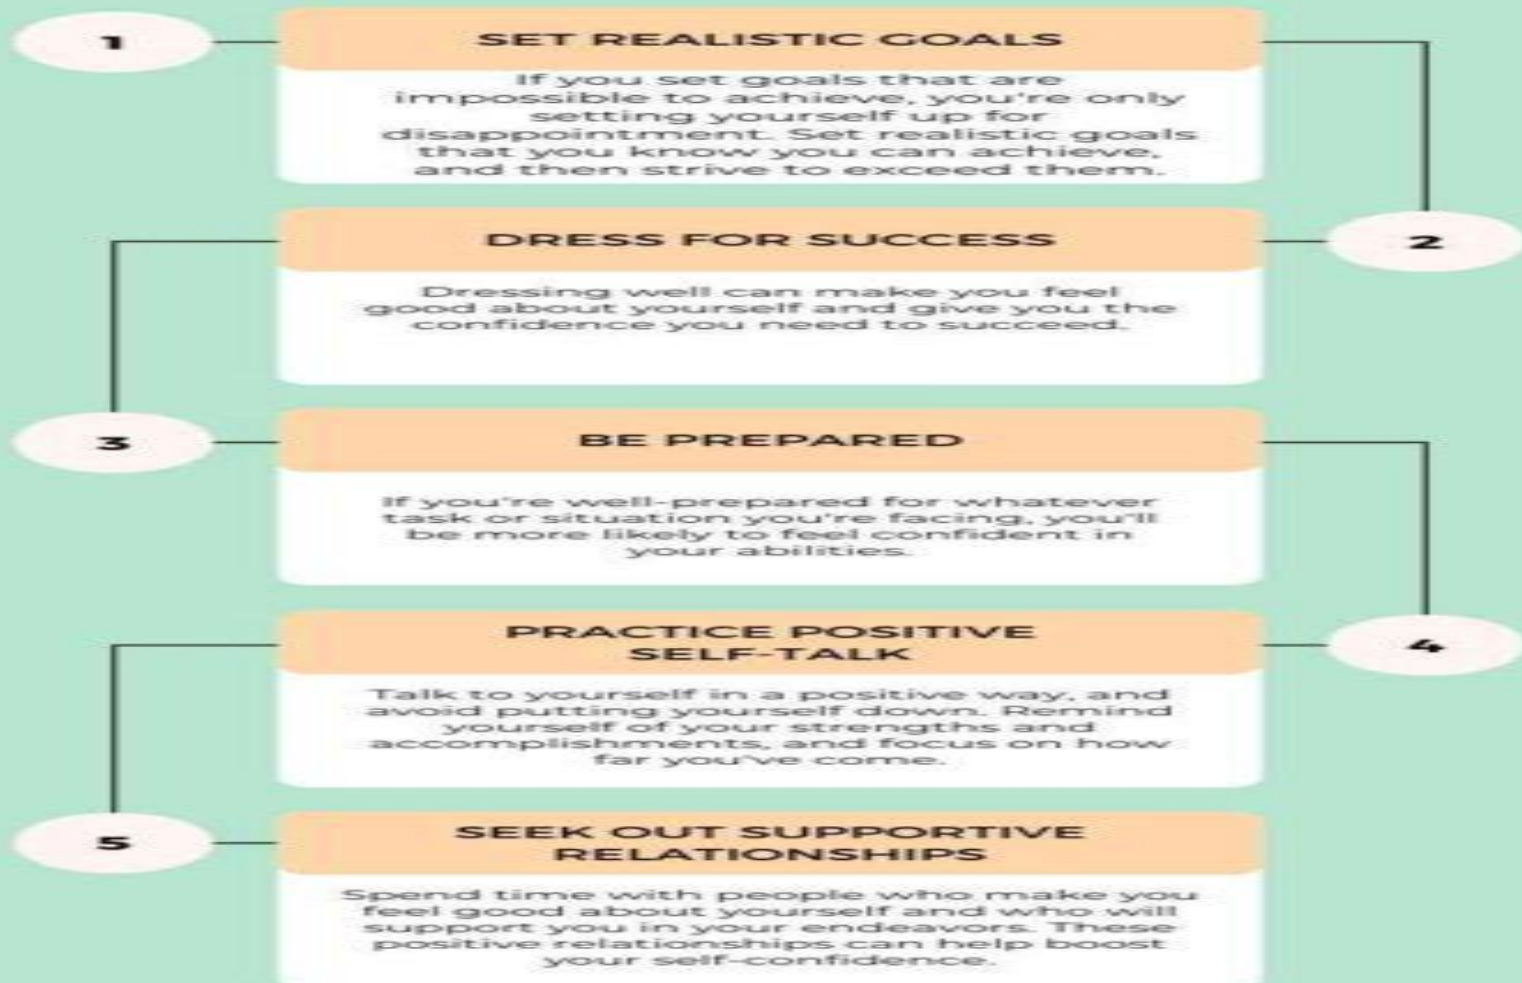 1
SET REALISTIC GOALS
If you set goals that are
impossible to achieve, you're only
setting yourself up for
disappointment. Set realistic goals
that you know you can achieve,
and then strive to exceed them.
2
DRESS FOR SUCCESS
Dressing well can make you feel
good about yourself and give you the
confidence you need to succeed.
3
BE PREPARED
If you're well-prepared for whatever
task or situation you're facing, you'll
be more likely to feel confident in
your abilities.
4
PRACTICE POSITIVE
SELF-TALK
Talk to yourself in a positive way, and
avoid putting yourself down. Remind
yourself of your strengths and
accomplishments, and focus on how
far you've come.
5
SEEK OUT SUPPORTIVE
RELATIONSHIPS
Spend time with people who make you
feel good about yourself and who will
support you in your endeavors. These
positive relationships can help boost
your self-confidence.